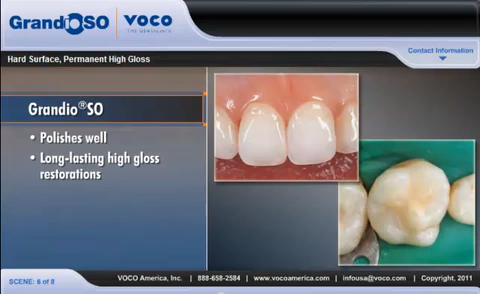 GrandioSO VOCO
THE DENTALISTS
Contact Information
Hard Surface, Permanent High Gloss
Grandio®SO
• Polishes well
• Long-lasting high gloss
restorations
SCENE: 6 of 8
VOCO America, Inc. | 888-658-2584 | www.vocoamerica.com | infousa@voco.com | Copyright, 2011